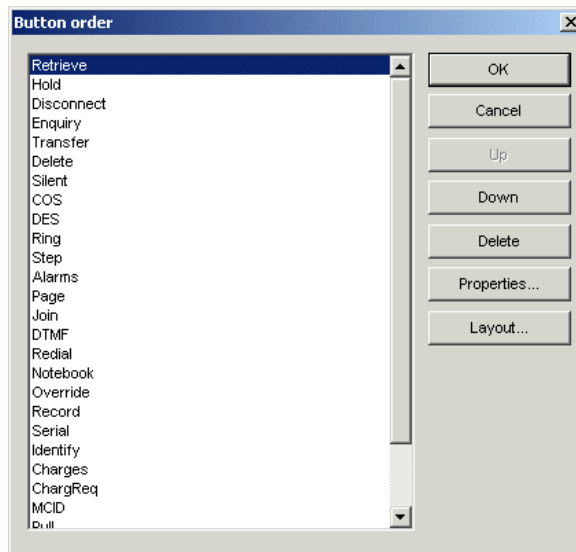 Button order
Retrieve
Hold
Disconnect
Enquiry
Transfer
Delete
Silent
COS
DES
Ring
Step
Alarms
Page
Join
DTMF
Redial
Notebook
Override
Record
Serial
Identify
Charges
ChargReq
MCID
OK
Cancel
Up
Down
Delete
Properties...
Layout...